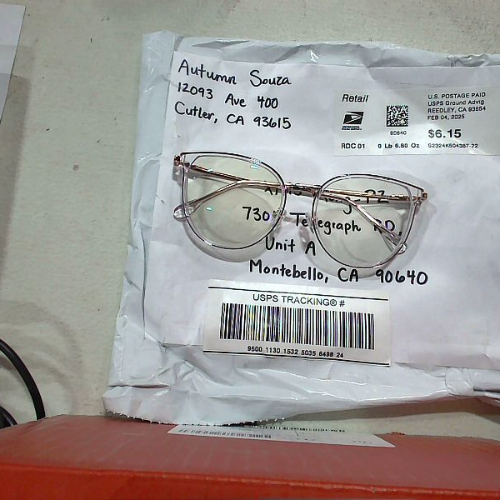 Autumn Souza
12093 Ave 400
Cutler, CA 93615
Retail
U.S. POSTAGE PAID
USPS Ground Advtg
REEDLEY, CA 93654
FEB 04, 2025
$6.15
RDC 01 0 Lb 6.80 Oz
730 Telegraph RD
Unit A
Montebello, CA 90640
USPS TRACKING® #
9500 1130 1532 5035 8438 24